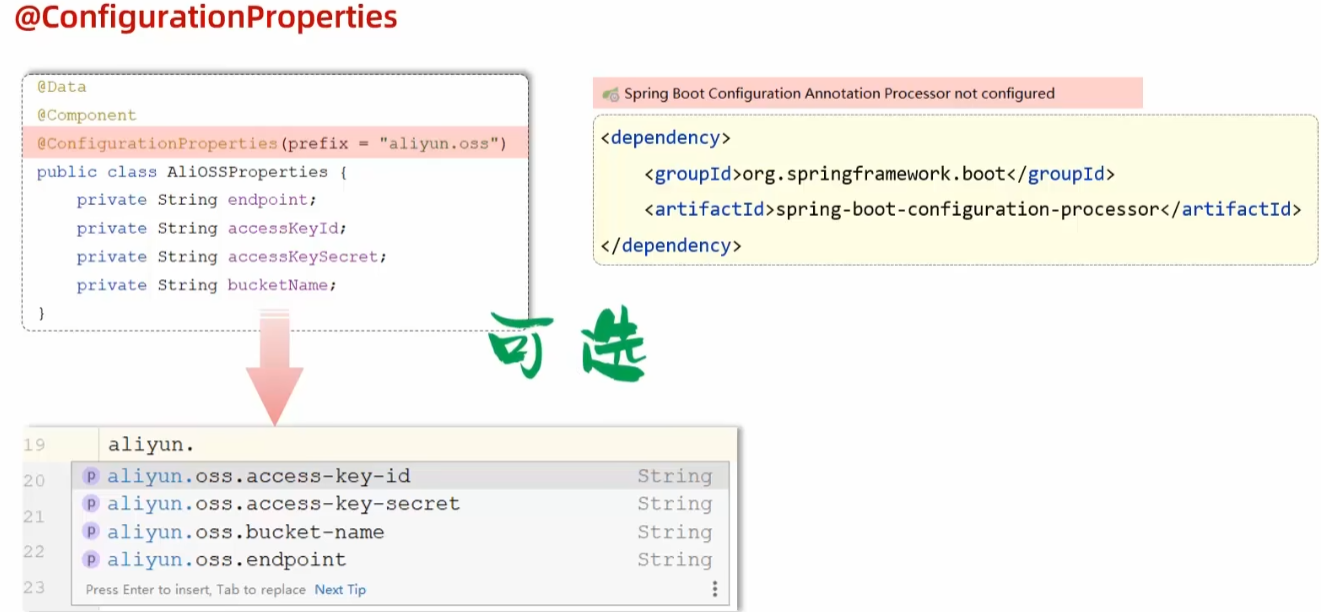 @ConfigurationProperties
@Data
@Component
@ConfigurationProperties(prefix = "aliyun.oss")
public class AliOSSProperties {
private String endpoint;
private String accessKeyId;
private String accessKeySecret;
private String bucketName;
}
Spring Boot Configuration Annotation Processor not configured
<dependency>
<groupId>org.springframework.boot</groupId>
<artifactId>spring-boot-configuration-processor</artifactId>
</dependency>
可选
19 aliyun.
20 p aliyun.oss.access-key-id String
p aliyun.oss.access-key-secret String
21
p aliyun.oss.bucket-name String
22 p aliyun.oss.endpoint String
23 Press Enter to insert, Tab to replace Next Tip